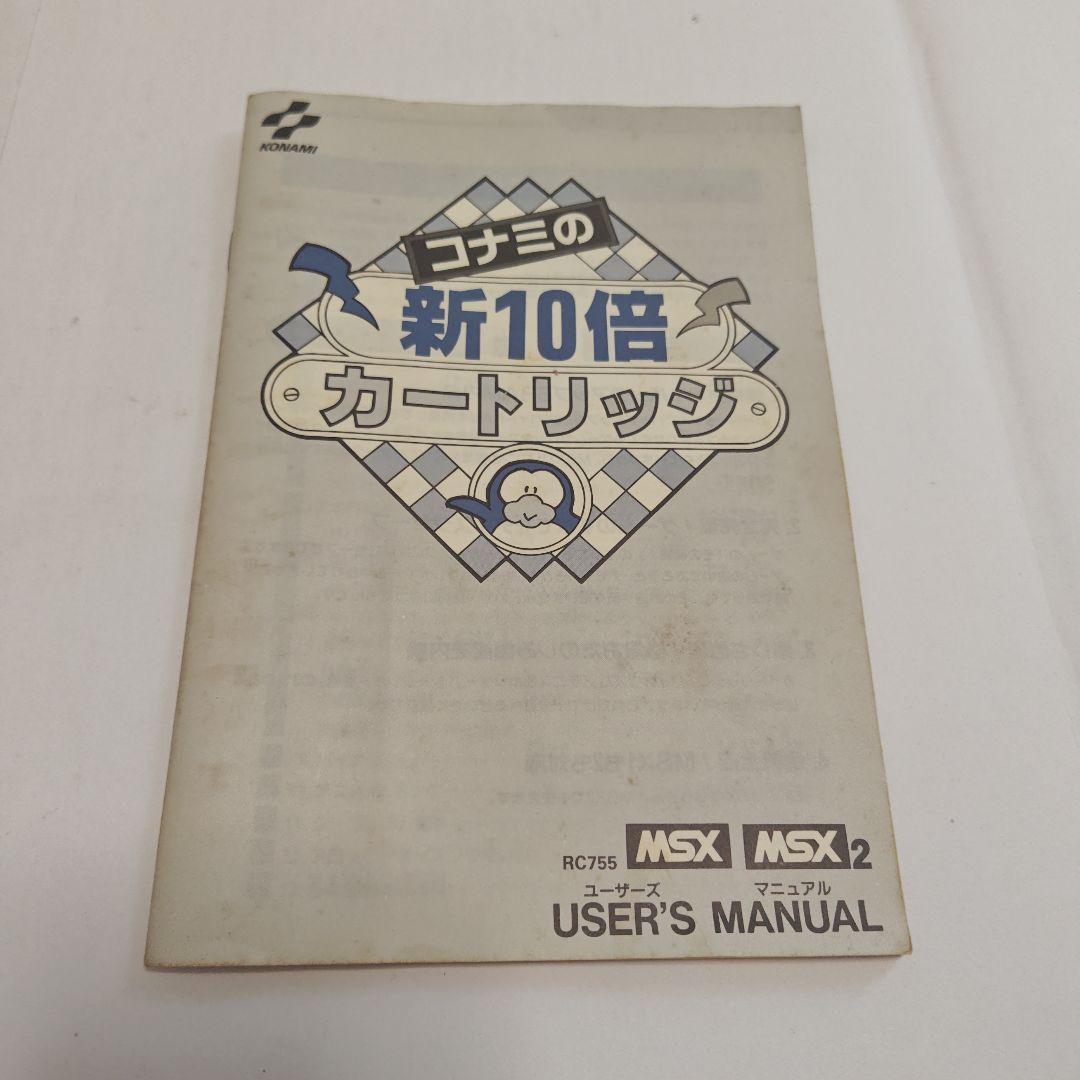 KONAMI
コナミの
新10倍
カートリッジ
RC755 MSX MSX2
ユーザーズ マニュアル
USER'S MANUAL